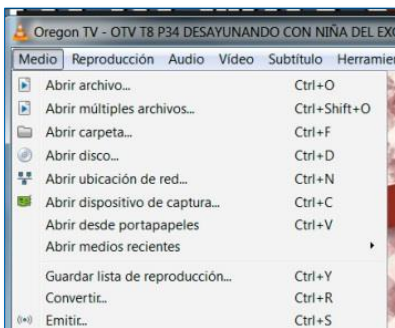 Oregon TV - OTV T8 P34 DESAYUNANDO CON NIÑA DEL EXO
Medio Reproducción Audio Vídeo Subtítulo Herramie
Abrir archivo... Ctrl+O
Abrir múltiples archivos... Ctrl+Shift+O
Abrir carpeta... Ctrl+F
Abrir disco... Ctrl+D
Abrir ubicación de red... Ctrl+N
Abrir dispositivo de captura... Ctrl+C
Abrir desde portapapeles Ctrl+V
Abrir medios recientes
Guardar lista de reproducción... Ctrl+Y
Convertir... Ctrl+R
Emitir... Ctrl+S